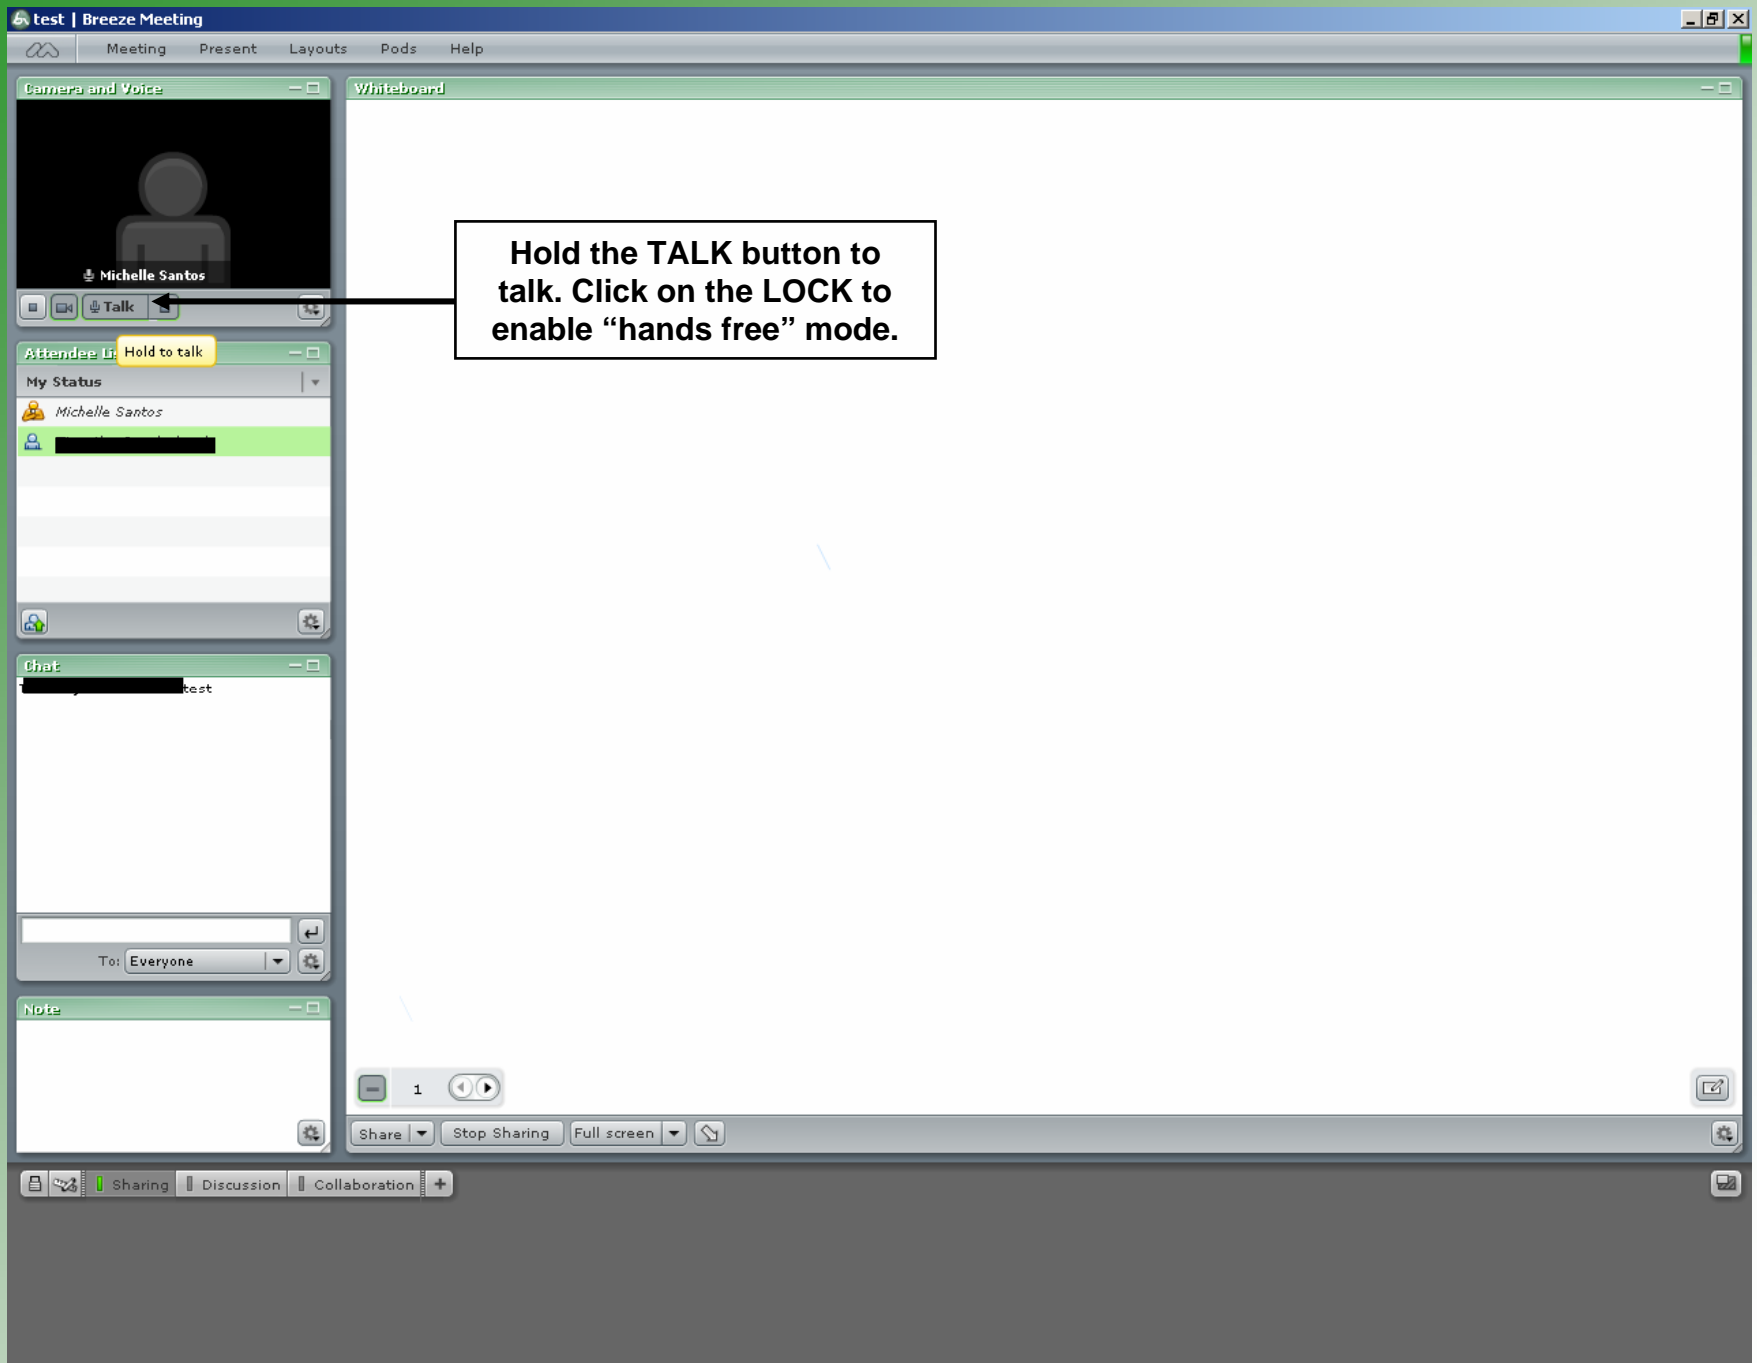 test | Breeze Meeting
Meeting Present Layouts Pods Help
Camera and Voice
Whiteboard
Michelle Santos
Talk
Hold the TALK button to
talk. Click on the LOCK to
enable “hands free” mode.
Attendee
Hold to talk
My Status
Michelle Santos
Chat
test
To: Everyone
Note
1
Share Stop Sharing Full screen
Sharing Discussion Collaboration +